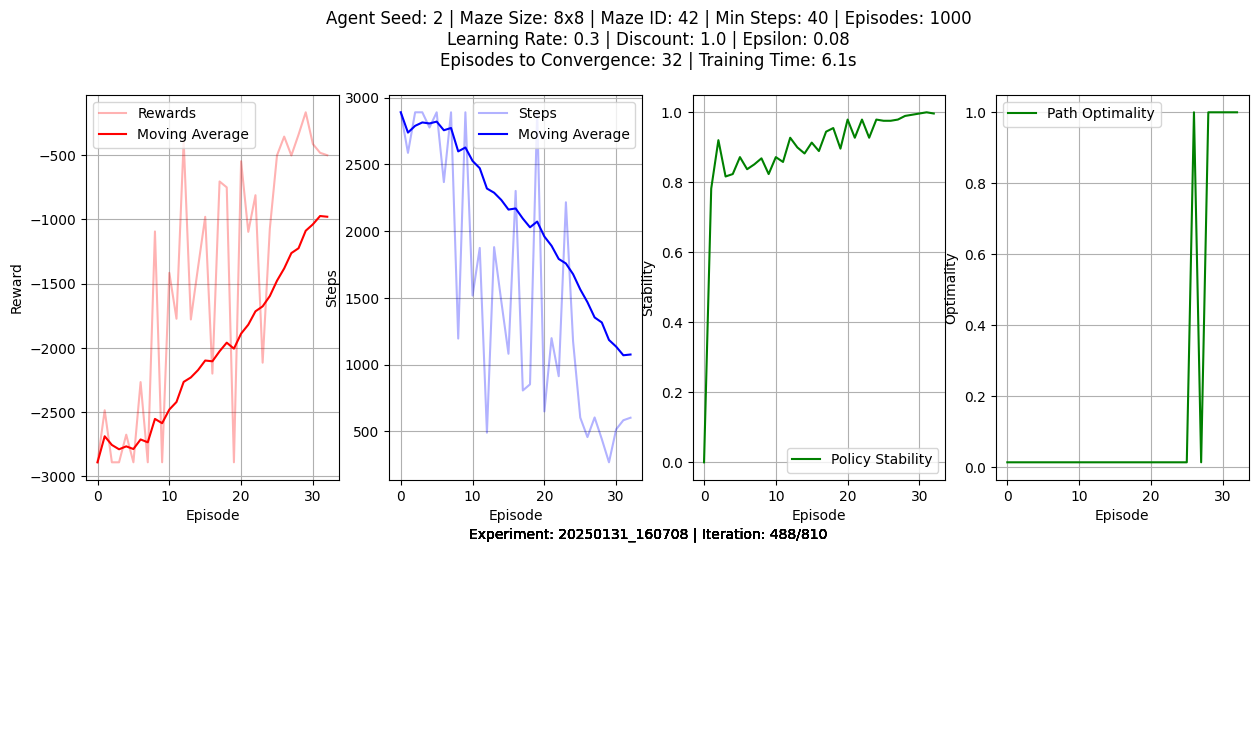 Agent Seed: 2 | Maze Size: 8x8 | Maze ID: 42 | Min Steps: 40 | Episodes: 1000
Learning Rate: 0.3 | Discount: 1.0 | Epsilon: 0.08
Episodes to Convergence: 32 | Training Time: 6.1s
Rewards
Moving Average
−500
−1000
−1500
−2000
−2500
−3000
0
10
20
30
Reward
Episode
Steps
Moving Average
3000
2500
2000
1500
1000
500
0
10
20
30
Steps
Episode
1.0
0.8
0.6
0.4
0.2
0.0
0
10
20
30
Stability
Policy Stability
Episode
Path Optimality
1.0
0.8
0.6
0.4
0.2
0.0
0
10
20
30
Optimality
Episode
Experiment: 20250131_160708 | Iteration: 488/810